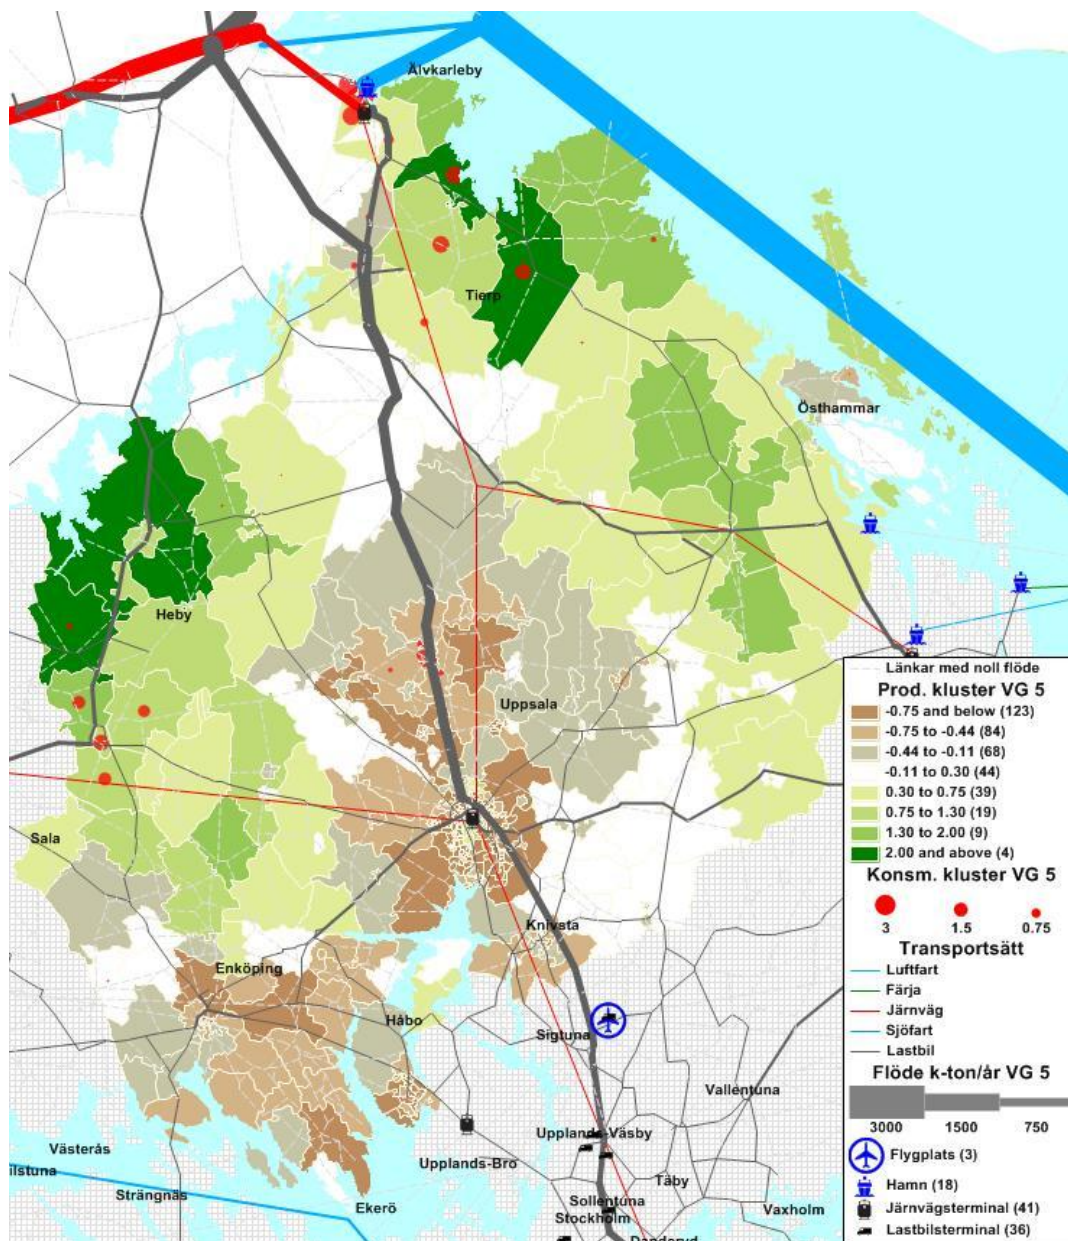 Älvkarleby
Tierp
Östhammar
Heby
Uppsala
Sala
Knivsta
Enköping
Håbo
Sigtuna
Vallentuna
Upplands-Väsby
Västerås
Upplands-Bro
Täby
Strängnäs
Ekerö
Sollentuna
Vaxholm
Stockholm
Länkar med noll flöde
Prod. kluster VG 5
-0.75 and below (123)
-0.75 to -0.44 (84)
-0.44 to -0.11 (68)
-0.11 to 0.30 (44)
0.30 to 0.75 (39)
0.75 to 1.30 (19)
1.30 to 2.00 (9)
2.00 and above (4)
Konsm. kluster VG 5
3 1.5 0.75
Transportsätt
Luftfart
Färja
Järnväg
Sjöfart
Lastbil
Flöde k-ton/år VG 5
3000 1500 750
Flygplats (3)
Hamn (18)
Järnvägsterminal (41)
Lastbilsterminal (36)